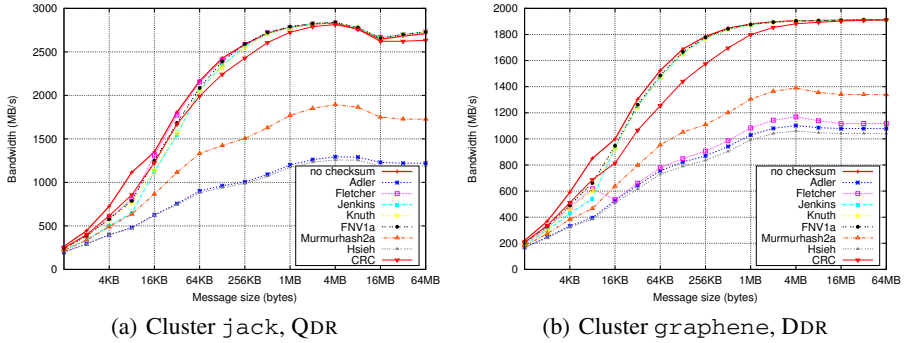 3000
2500
2000
1500
1000
500
0
Bandwidth (MB/s)
no checksum
Adler
Fletcher
Jenkins
Knuth
FNV1a
Murmurhash2a
Hsieh
CRC
4KB 16KB 64KB 256KB 1MB 4MB 16MB 64MB
Message size (bytes)
(a) Cluster jack, QDR
2000
1800
1600
1400
1200
1000
800
600
400
200
0
Bandwidth (MB/s)
no checksum
Adler
Fletcher
Jenkins
Knuth
FNV1a
Murmurhash2a
Hsieh
CRC
4KB 16KB 64KB 256KB 1MB 4MB 16MB 64MB
Message size (bytes)
(b) Cluster graphene, DDR